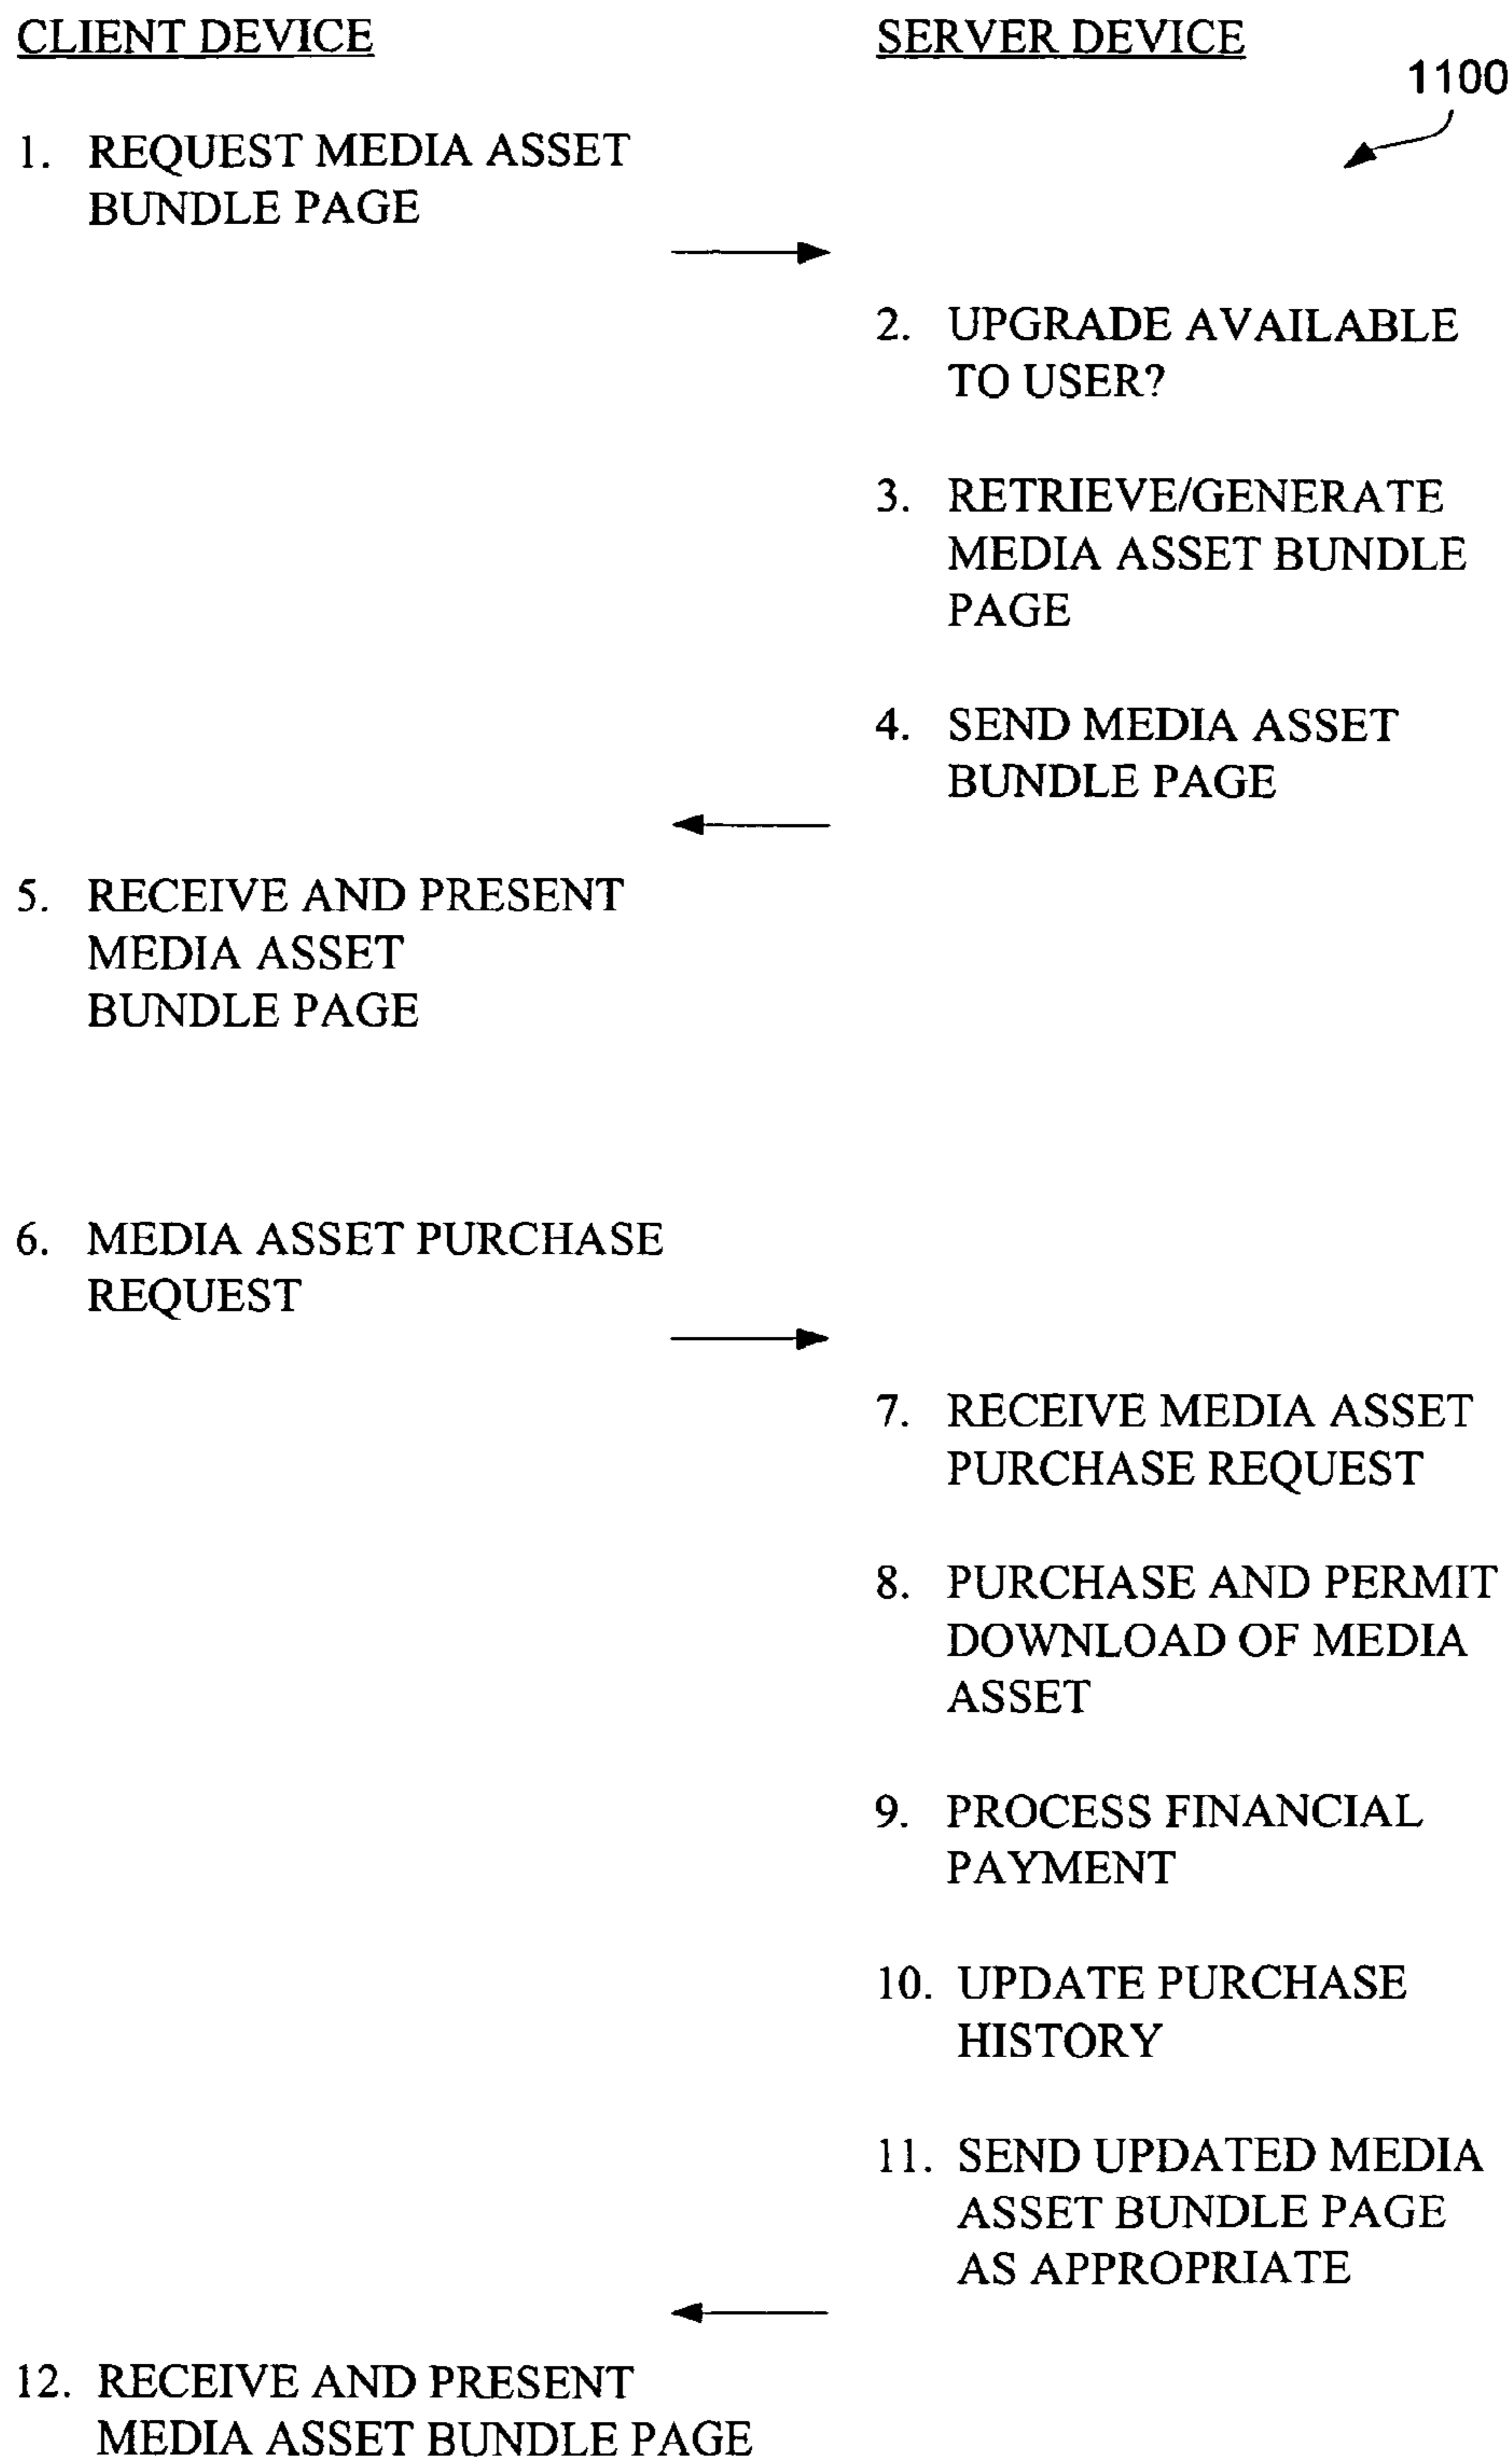 CLIENT DEVICE
SERVER DEVICE
1100
1. REQUEST MEDIA ASSET
BUNDLE PAGE
2. UPGRADE AVAILABLE
TO USER?
3. RETRIEVE/GENERATE
MEDIA ASSET BUNDLE
PAGE
4. SEND MEDIA ASSET
BUNDLE PAGE
5. RECEIVE AND PRESENT
MEDIA ASSET
BUNDLE PAGE
6. MEDIA ASSET PURCHASE
REQUEST
7. RECEIVE MEDIA ASSET
PURCHASE REQUEST
8. PURCHASE AND PERMIT
DOWNLOAD OF MEDIA
ASSET
9. PROCESS FINANCIAL
PAYMENT
10. UPDATE PURCHASE
HISTORY
11. SEND UPDATED MEDIA
ASSET BUNDLE PAGE
AS APPROPRIATE
12. RECEIVE AND PRESENT
MEDIA ASSET BUNDLE PAGE